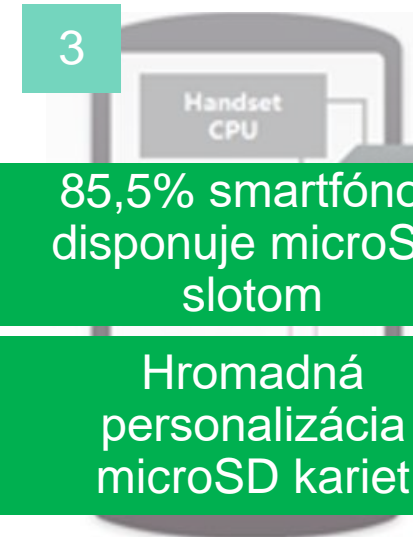 3
Handset
CPU
85,5% smartfóno
disponuje microS
slotom
Hromadná
personalizácia
microSD kariet